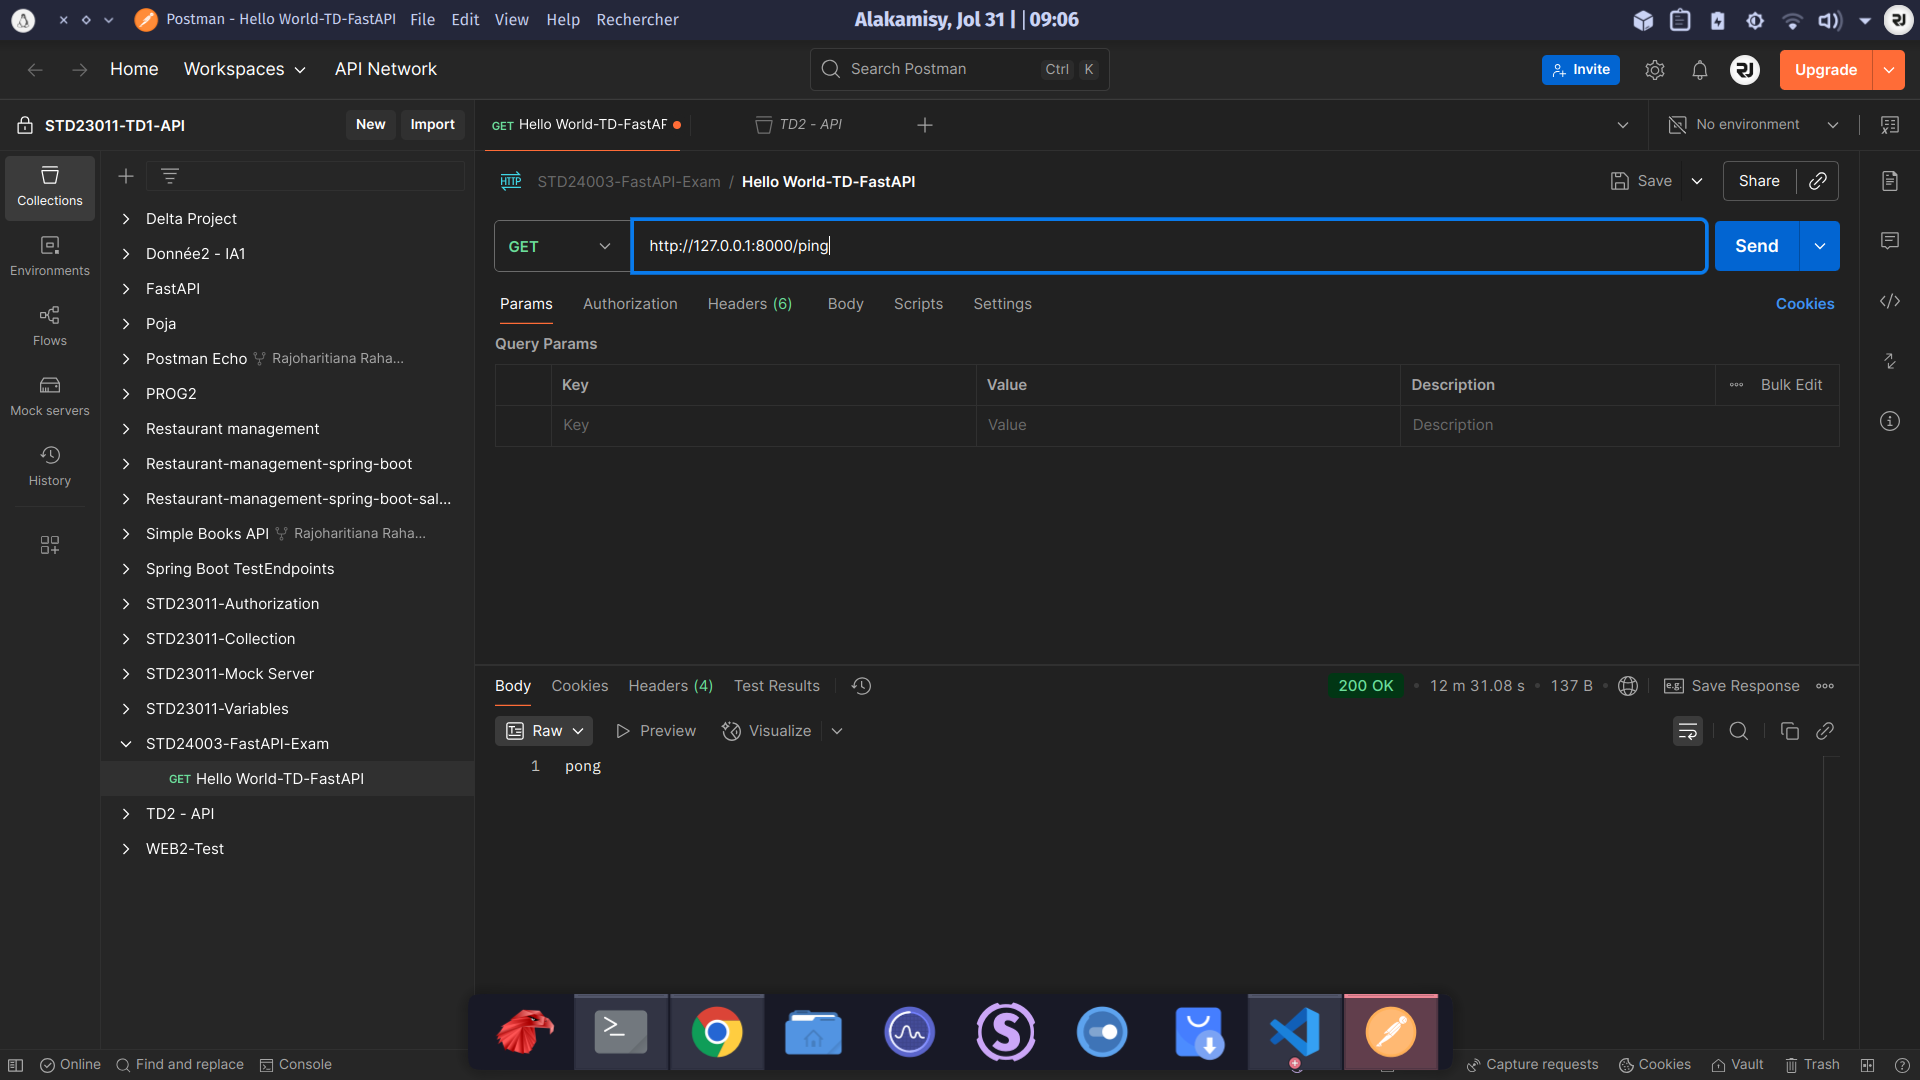 Postman - Hello World-TD-FastAPI File Edit View Help Rechercher
Alakamisy, Jol 31 | | 09:06
Home Workspaces API Network
Search Postman Ctrl K
Invite
Upgrade
STD23011-TD1-API New Import
GET Hello World-TD-FastAF
TD2 - API
No environment
Collections
Environments
Flows
Mock servers
History
Delta Project
Donnée2 - IA1
FastAPI
Poja
Postman Echo Rajoharitiana Raha...
PROG2
Restaurant management
Restaurant-management-spring-boot
Restaurant-management-spring-boot-sal...
Simple Books API Rajoharitiana Raha...
Spring Boot TestEndpoints
STD23011-Authorization
STD23011-Collection
STD23011-Mock Server
STD23011-Variables
STD24003-FastAPI-Exam
GET Hello World-TD-FastAPI
TD2 - API
WEB2-Test
HTTP STD24003-FastAPI-Exam / Hello World-TD-FastAPI
Save Share
GET http://127.0.0.1:8000/ping Send
Params Authorization Headers (6) Body Scripts Settings Cookies
Query Params
Key Value Description Bulk Edit
Key Value Description
Body Cookies Headers (4) Test Results
200 OK • 12 m 31.08 s • 137 B • e.g. Save Response
Raw Preview Visualize
1 pong
Online Find and replace Console
Capture requests Cookies Vault Trash